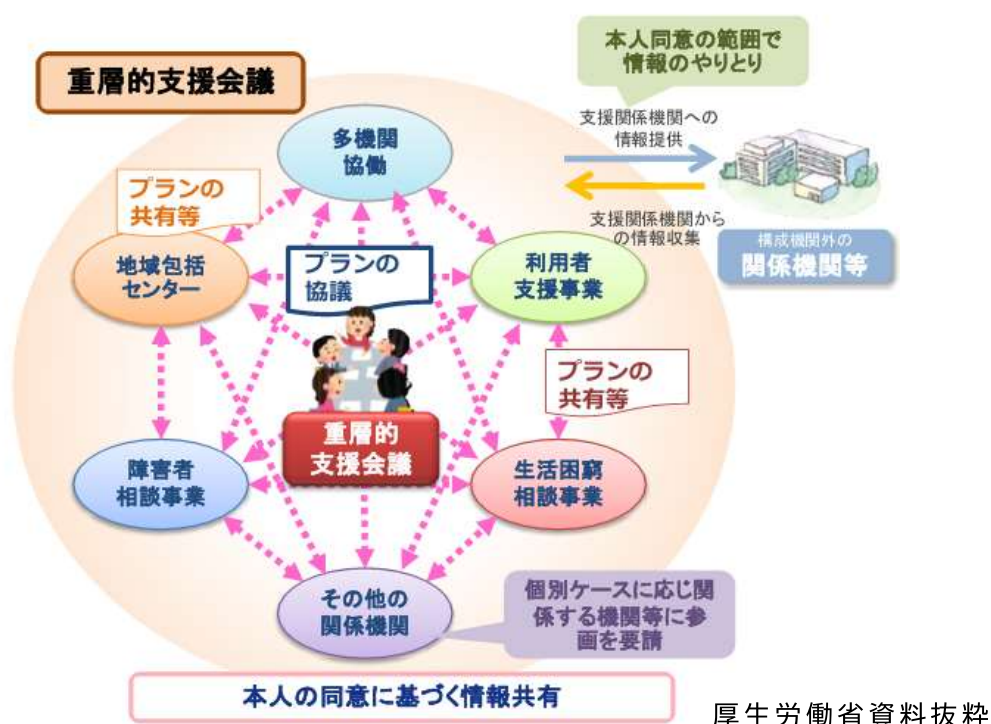 本人同意の範囲で
情報のやりとり
重層的支援会議
支援関係機関への
情報提供
多機関
協働
プランの
共有等
支援関係機関から
の情報収集
構成機関外の
関係機関等
地域包括
センター
プランの
協議
利用者
支援事業
プランの
共有等
重層的
支援会議
障害者
相談事業
生活困窮
相談事業
その他の
関係機関
個別ケースに応じ関
係する機関等に参
画を要請
本人の同意に基づく情報共有
厚生労働省資料抜粋